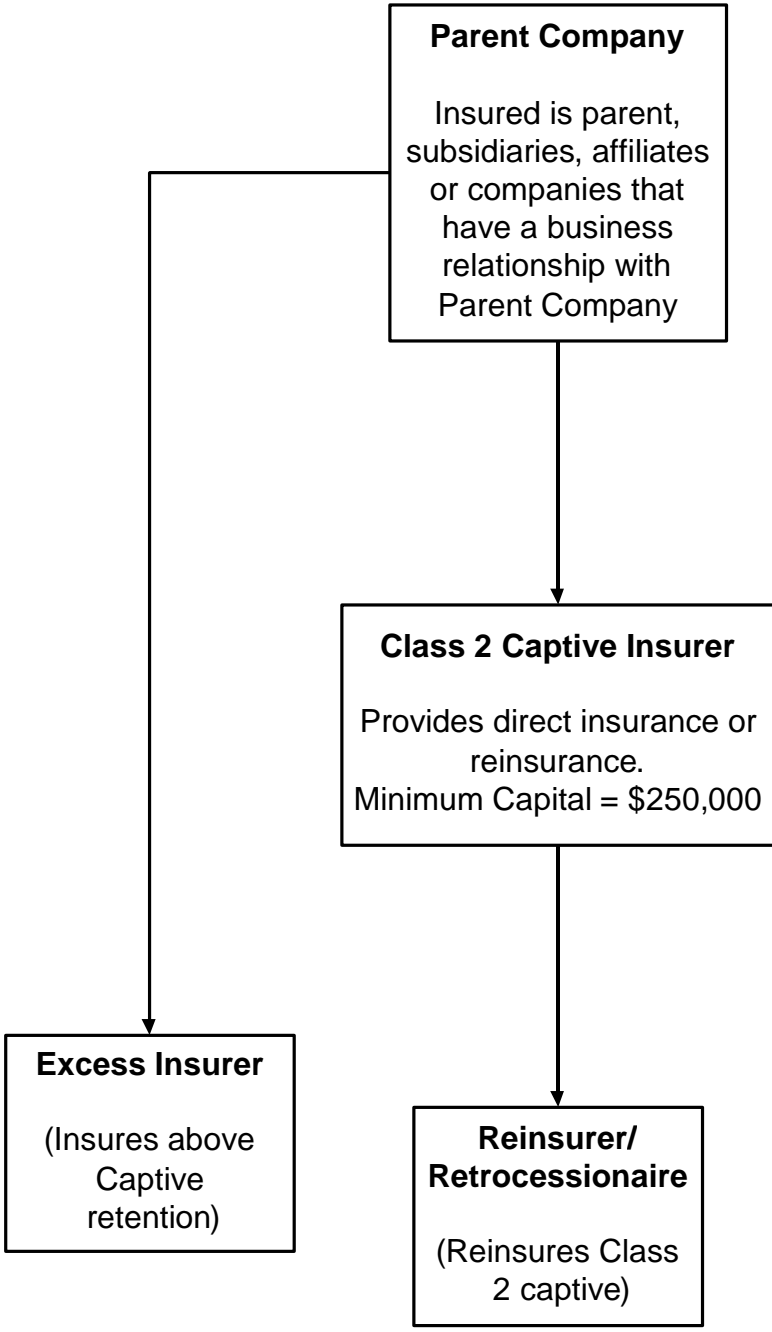 Parent Company
Insured is parent,
subsidiaries, affiliates
or companies that
have a business
relationship with
Parent Company
Class 2 Captive Insurer
Provides direct insurance or
reinsurance.
Minimum Capital = $250,000
Excess Insurer
(Insures above
Captive
retention)
Reinsurer/
Retrocessionaire
(Reinsures Class
2 captive)